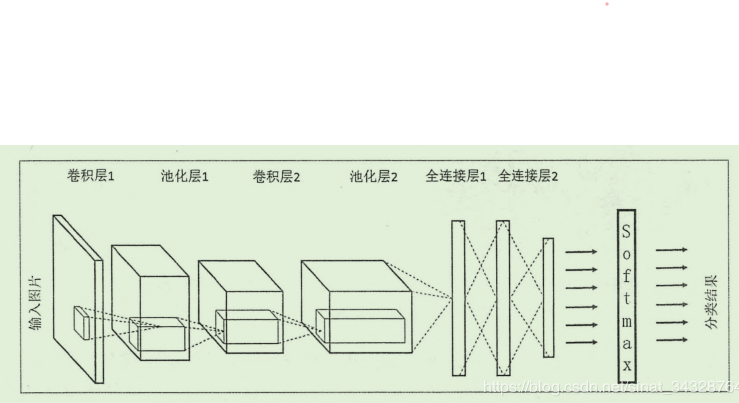 卷积层1 池化层1 卷积层2 池化层2 全连接层1 全连接层2
输入图片
Softmax
分类结果
https://blog.csdn.net/sinat_34328764